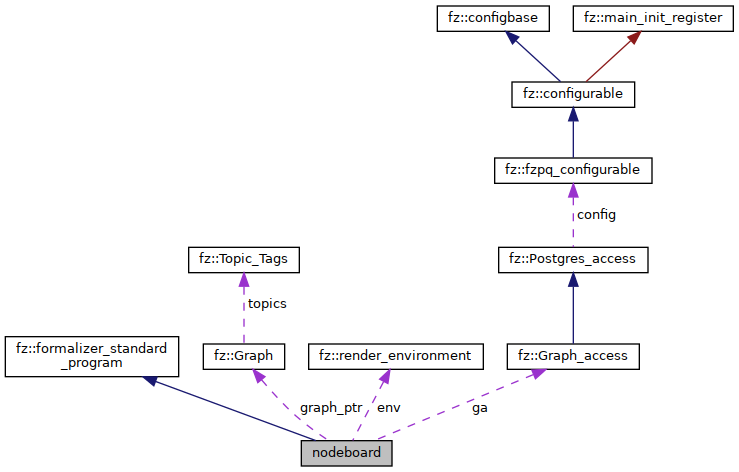 fz::configbase
fz::main_init_register
fz::configurable
fz::fzpq_configurable
config
fz::Topic_Tags
fz::Postgres_access
topics
fz::formalizer_standard
_program
fz::Graph
fz::render_environment
fz::Graph_access
graph_ptr
env
ga
nodeboard